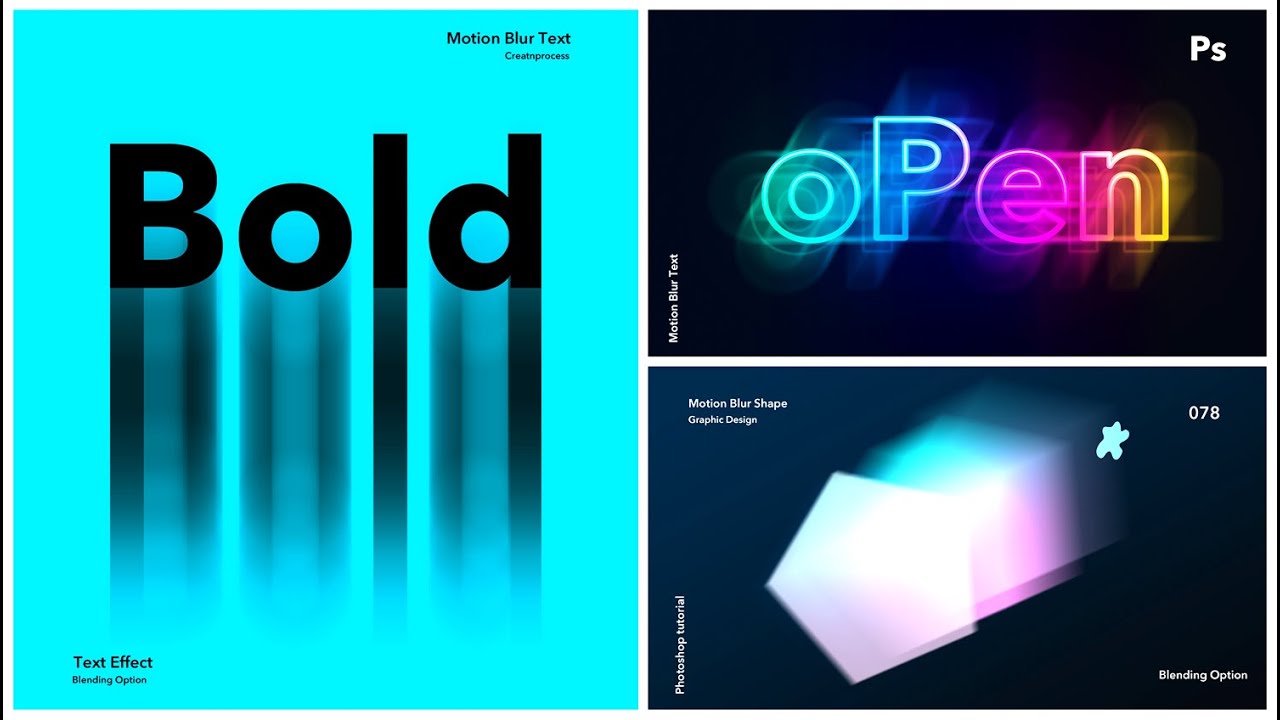 Motion Blur Text
Creatnprocess
Bold
Text Effect
Blending Option
Ps
oPen
Motion Blur Text
Motion Blur Shape
Graphic Design
078
Photoshop tutorial
Blending Option